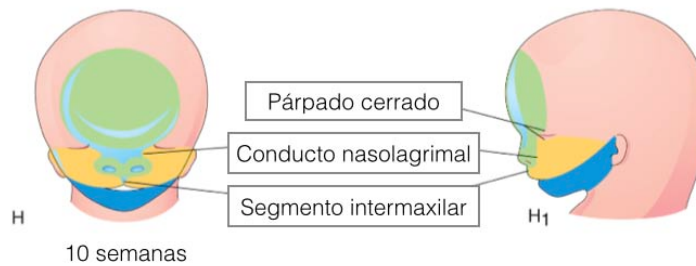 Párpado cerrado
Conducto nasolagrimal
Segmento intermaxilar
H
H1
10 semanas